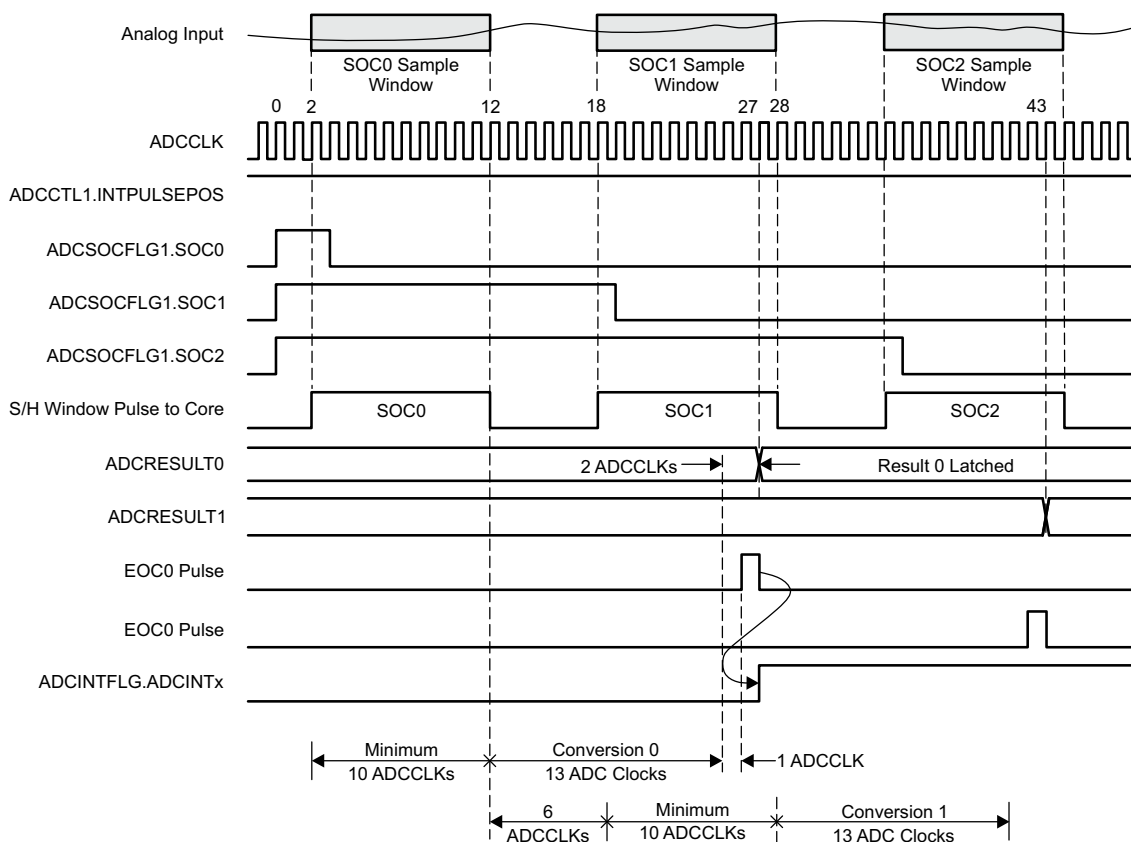 Analog Input
SOC0 Sample
Window
SOC1 Sample
Window
SOC2 Sample
Window
0 2 12 18 27 28 43
ADCCLK
ADCCTL1.INTPULSEPOS
ADCSOCFLG1.SOC0
ADCSOCFLG1.SOC1
ADCSOCFLG1.SOC2
S/H Window Pulse to Core
SOC0 SOC1 SOC2
ADCRESULT0
2 ADCCLKs
Result 0 Latched
ADCRESULT1
EOC0 Pulse
EOC0 Pulse
ADCINTFLG.ADCINTx
Minimum
10 ADCCLKs
Conversion 0
13 ADC Clocks
1 ADCCLK
6
ADCCLKs
Minimum
10 ADCCLKs
Conversion 1
13 ADC Clocks